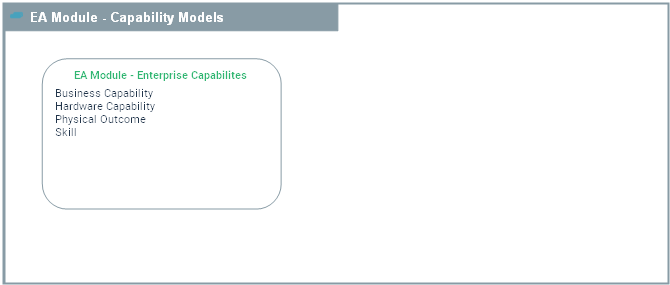 EA Module - Capability Models
EA Module - Enterprise Capabilites
Business Capability
Hardware Capability
Physical Outcome
Skill